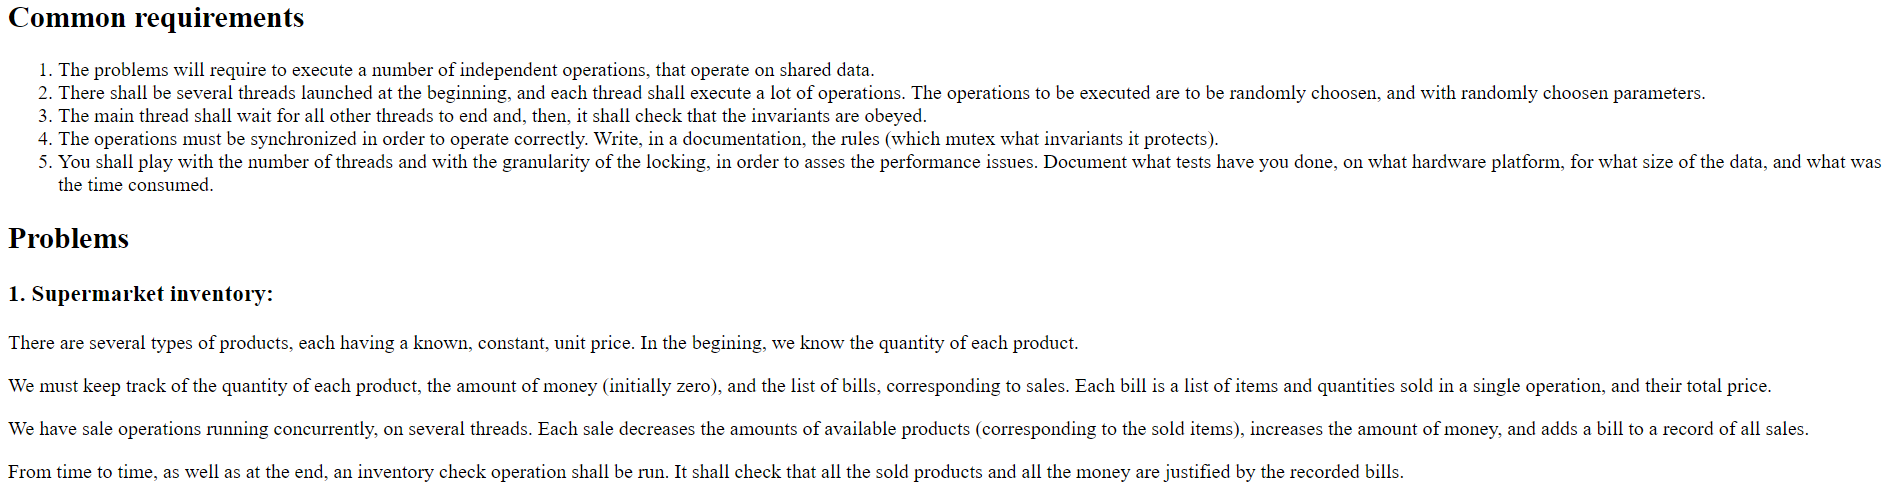 Common requirements
1. The problems will require to execute a number of independent operations, that operate on shared data.
2. There shall be several threads launched at the beginning, and each thread shall execute a lot of operations. The operations to be executed are to be randomly choosen, and with randomly choosen parameters.
3. The main thread shall wait for all other threads to end and, then, it shall check that the invariants are obeyed.
4. The operations must be synchronized in order to operate correctly. Write, in a documentation, the rules (which mutex what invariants it protects).
5. You shall play with the number of threads and with the granularity of the locking, in order to asses the performance issues. Document what tests have you done, on what hardware platform, for what size of the data, and what was
the time consumed.
Problems
1. Supermarket inventory:
There are several types of products, each having a known, constant, unit price. In the begining, we know the quantity of each product.
We must keep track of the quantity of each product, the amount of money (initially zero), and the list of bills, corresponding to sales. Each bill is a list of items and quantities sold in a single operation, and their total price.
We have sale operations running concurrently, on several threads. Each sale decreases the amounts of available products (corresponding to the sold items), increases the amount of money, and adds a bill to a record of all sales.
From time to time, as well as at the end, an inventory check operation shall be run. It shall check that all the sold products and all the money are justified by the recorded bills.